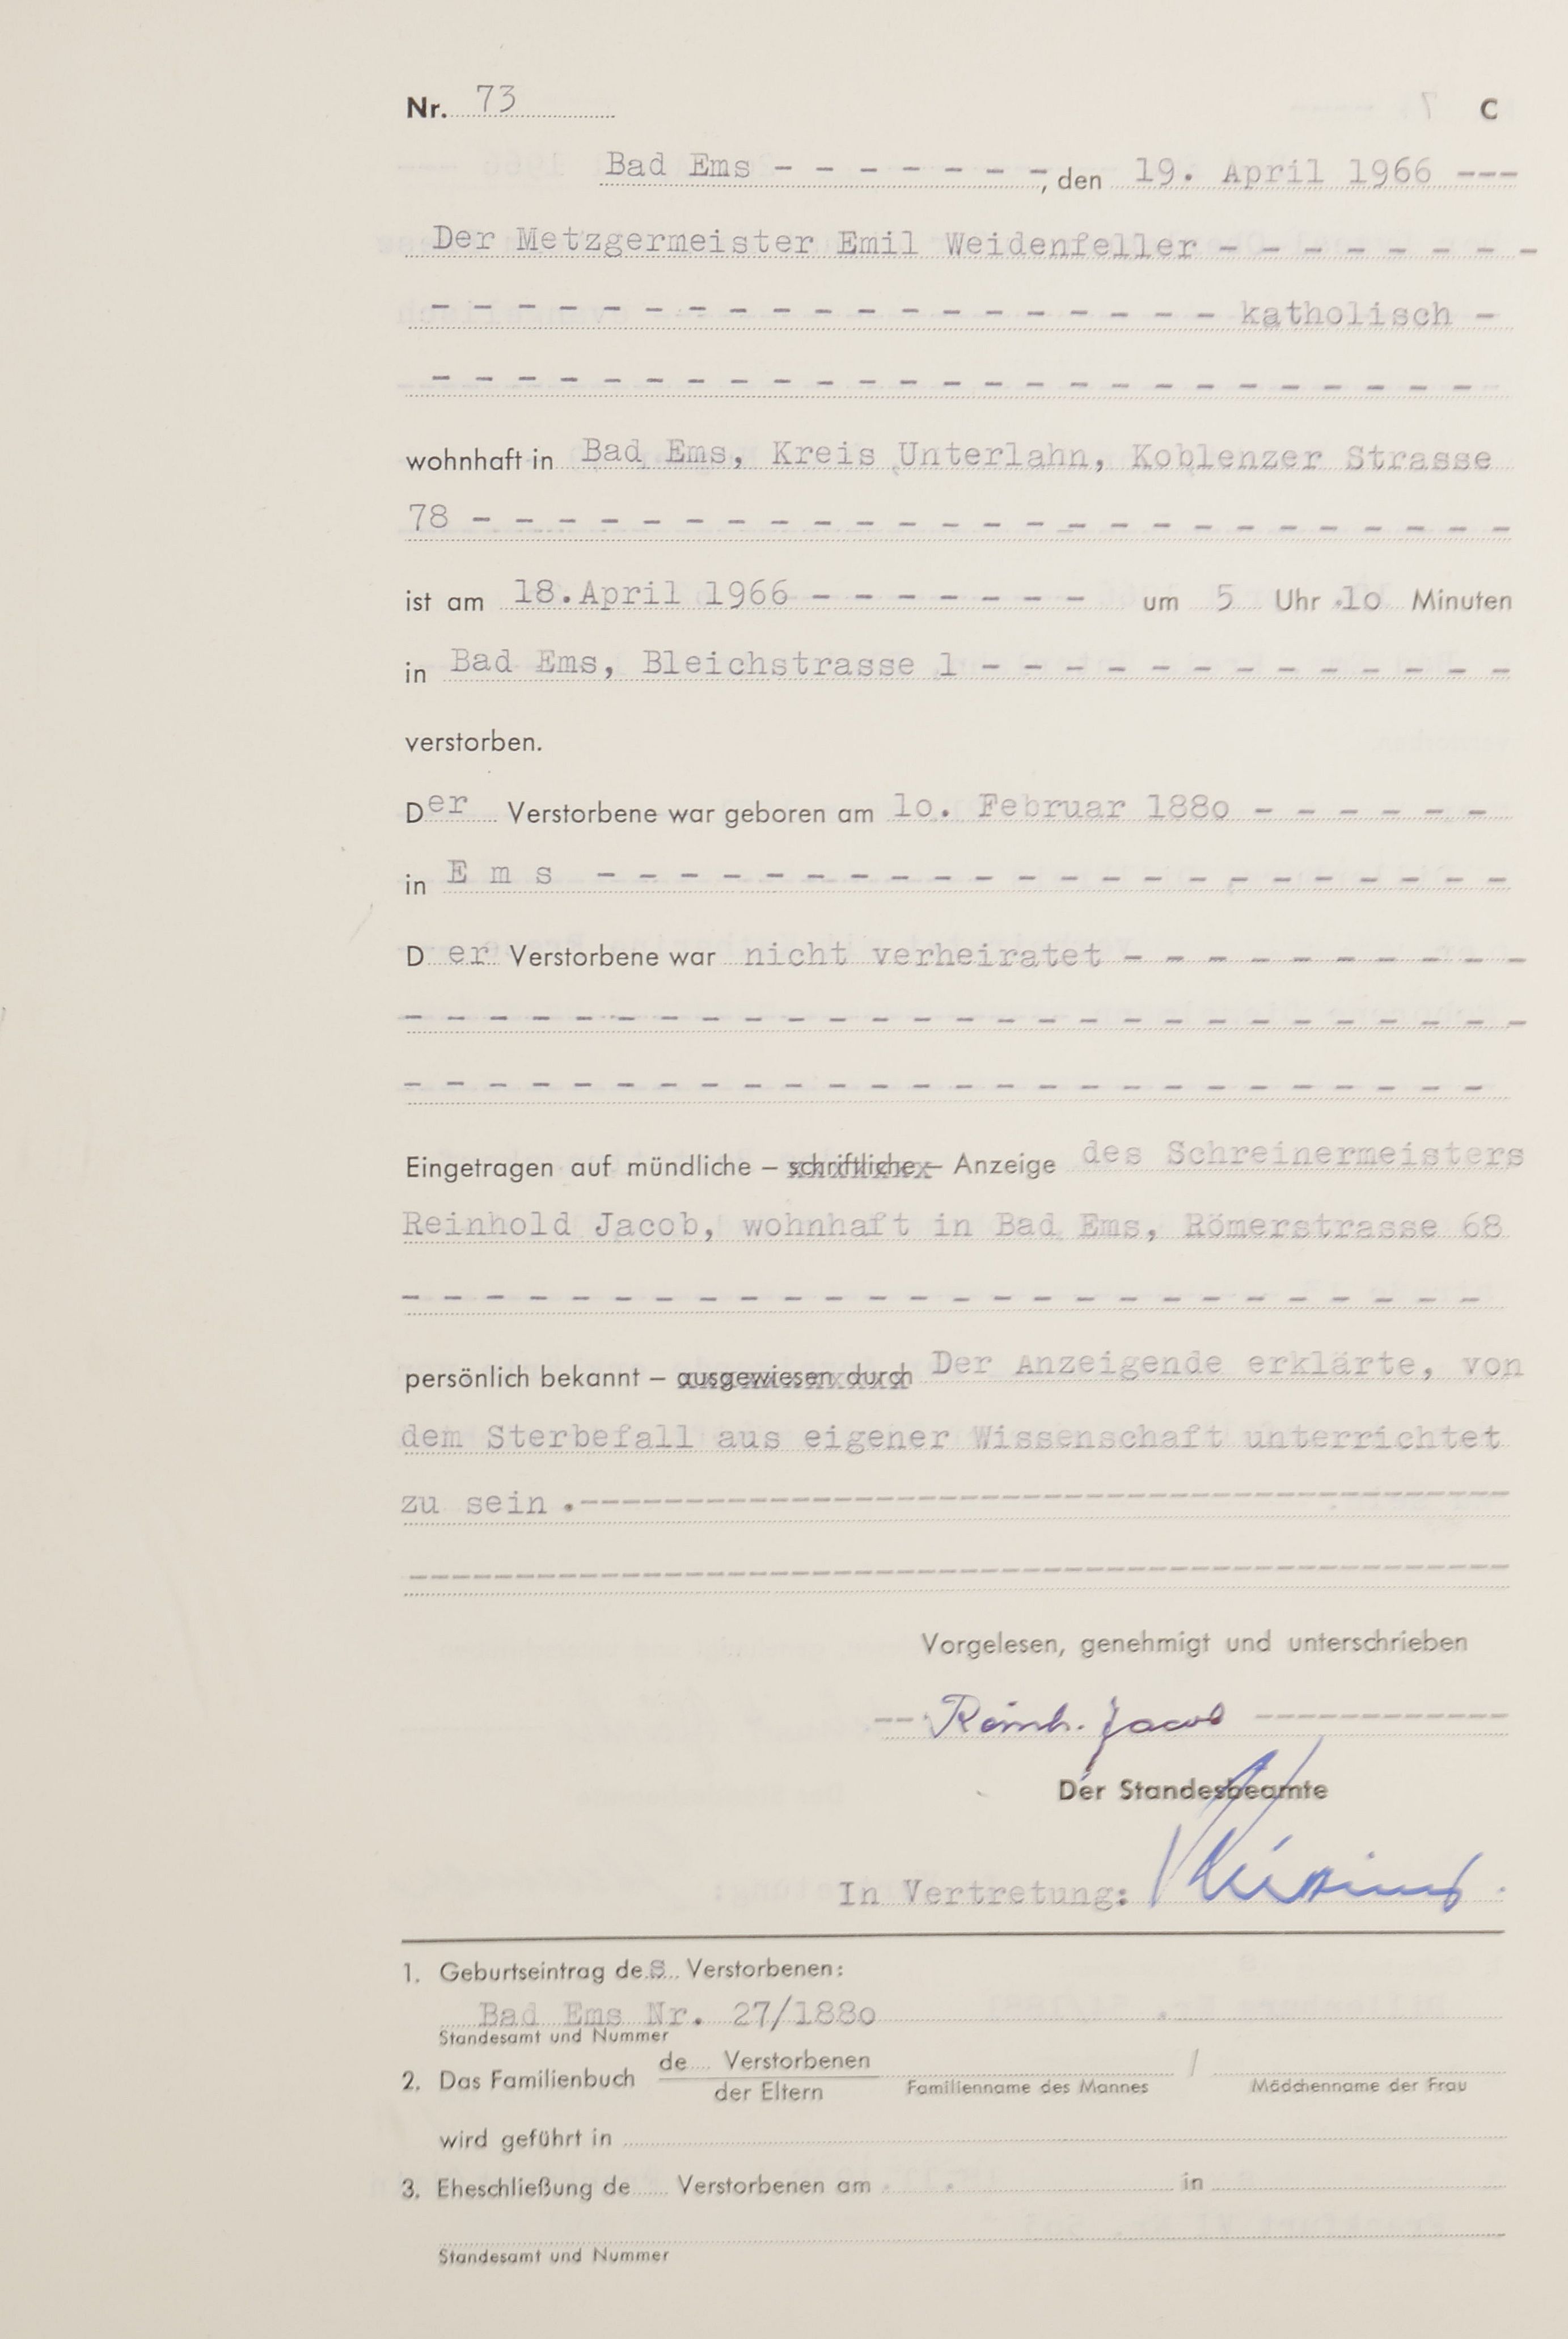 Nr. 73 C
Bad Ems - - - - - - -, den 19. April 1966 ---
Der Metzgermeister Emil Weidenfeller - - - - - - - -
- - - - - - - - - - - - - - - - - - - katholisch -
- - - - - - - - - - - - - - - - - - - - - - - - -
wohnhaft in Bad Ems, Kreis Unterlahn, Koblenzer Strasse
78 - - - - - - - - - - - - - - - - - - - - - - - - -
ist am 18.April 1966 - - - - - - - um 5 Uhr 1o Minuten
in Bad Ems, Bleichstrasse 1 - - - - - - - - - - - - -
verstorben.
Der Verstorbene war geboren am 1o. Februar 188o - - - - - -
in E m s - - - - - - - - - - - - - - - - - - - - - -
D er Verstorbene war nicht verheiratet - - - - - - - - - -
- - - - - - - - - - - - - - - - - - - - - - - - - - -
- - - - - - - - - - - - - - - - - - - - - - - - - -
Eingetragen auf mündliche – schriftliche – Anzeige des Schreinermeisters
Reinhold Jacob, wohnhaft in Bad Ems, Römerstrasse 68
- - - - - - - - - - - - - - - - - - - - - - - - - -
persönlich bekannt – ausgewiesen durch Der Anzeigende erklärte, von
dem Sterbefall aus eigener Wissenschaft unterrichtet
zu sein.-------------------------------------------
---------------------------------------------------
Vorgelesen, genehmigt und unterschrieben
-- Reinh. Jacob ------------
Der Standesbeamte
In Vertretung:
1. Geburtseintrag des Verstorbenen:
Bad Ems Nr. 27/188o
Standesamt und Nummer
2. Das Familienbuch de.... Verstorbenen /
der Eltern Familienname des Mannes Mädchenname der Frau
wird geführt in
3. Eheschließung de.... Verstorbenen am in
Standesamt und Nummer